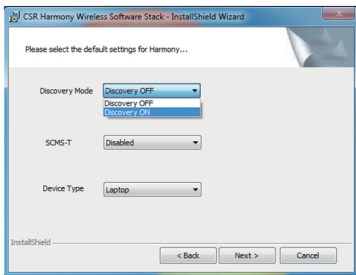 CSR Harmony Wireless Software Stack - InstallShield Wizard
Please select the default settings for Harmony...
Discovery Mode Discovery OFF
Discovery OFF
Discovery ON
SCMS-T Disabled
Device Type Laptop
InstallShield
< Back Next > Cancel